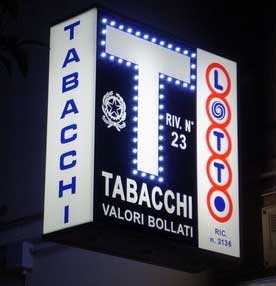 TABACCHI
T
RIV. N°
23
TABACCHI
VALORI BOLLATI
LOTTO
RIC.
n. 3136